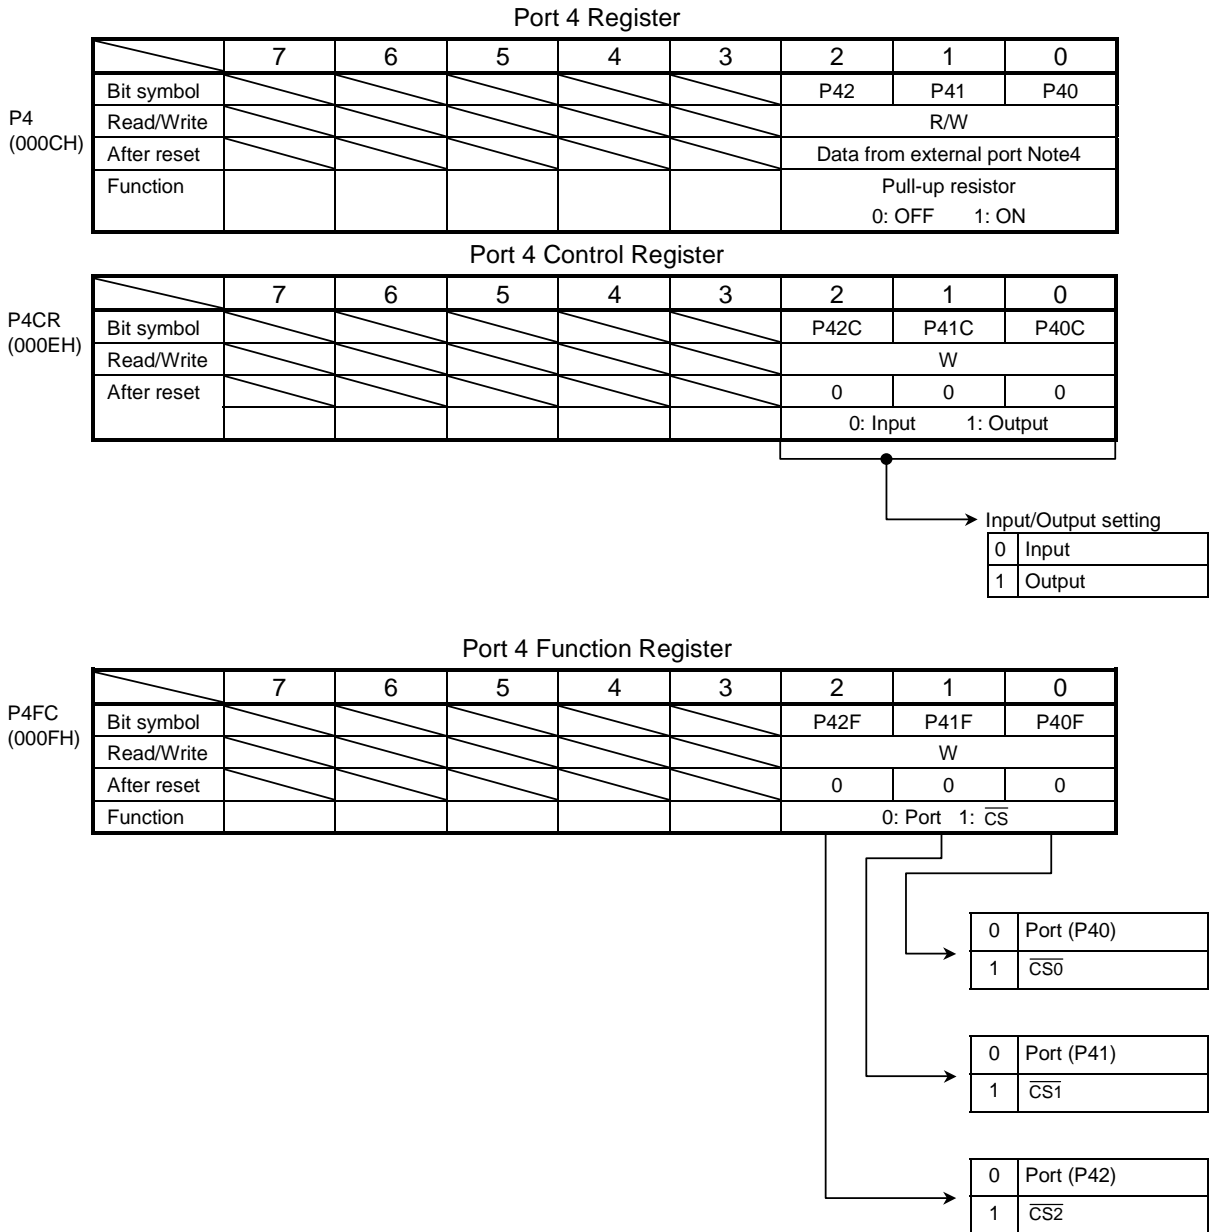 Port 4 Register
7 6 5 4 3 2 1 0
P4
(000CH)
Bit symbol P42 P41 P40
Read/Write R/W
After reset Data from external port Note4
Function Pull-up resistor
0: OFF 1: ON
Port 4 Control Register
7 6 5 4 3 2 1 0
P4CR
(000EH)
Bit symbol P42C P41C P40C
Read/Write W
After reset 0 0 0
0: Input 1: Output
Input/Output setting
0 Input
1 Output
Port 4 Function Register
7 6 5 4 3 2 1 0
P4FC
(000FH)
Bit symbol P42F P41F P40F
Read/Write W
After reset 0 0 0
Function 0: Port 1: C̅S̅
0 Port (P40)
1 C̅S̅0̅
0 Port (P41)
1 C̅S̅1̅
0 Port (P42)
1 C̅S̅2̅